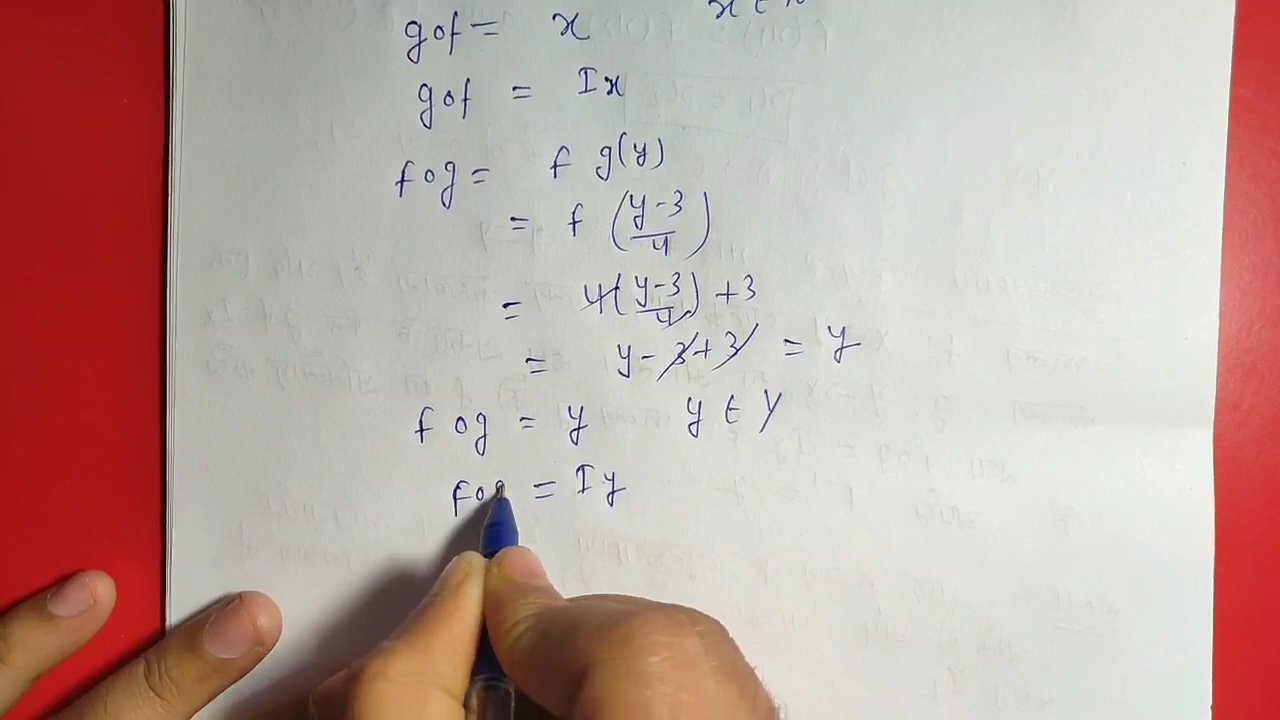 gof = x
gof = Ix
fog = f g(y)
= f (y-3/4)
= 4(y-3/4) +3
= y-3+3 = y
fog = y y ∈ Y
fog = Iy